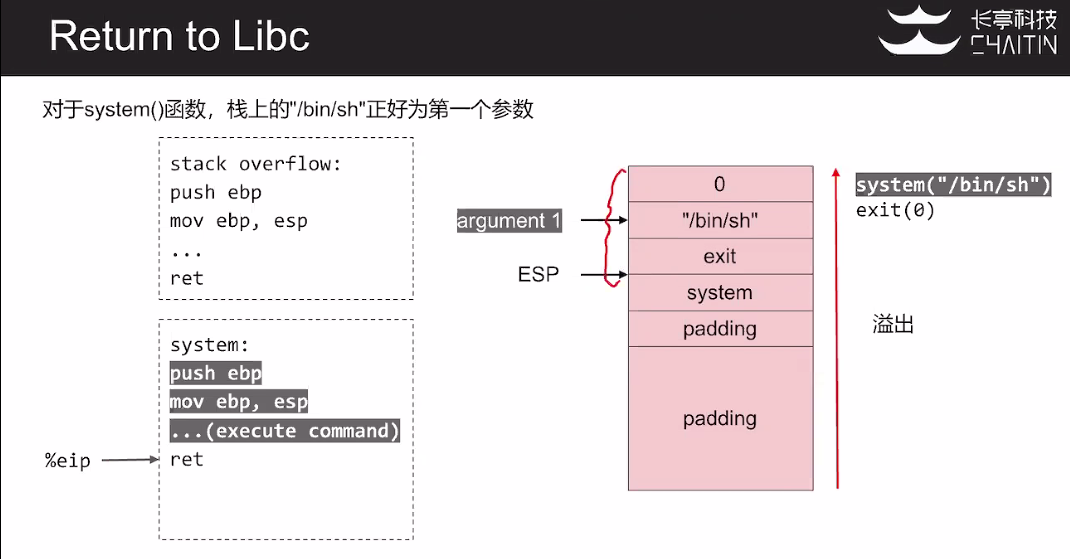 Return to Libc
长亭科技
CHAITIN
对于system()函数，栈上的"/bin/sh"正好为第一个参数
stack overflow:
push ebp
mov ebp, esp
...
ret
system:
push ebp
mov ebp, esp
...(execute command)
ret
%eip
argument 1
ESP
0
"/bin/sh"
exit
system
padding
padding
system("/bin/sh")
exit(0)
溢出